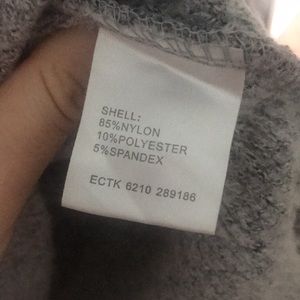 SHELL:
85%NYLON
10%POLYESTER
5%SPANDEX
ECTK 6210 289186